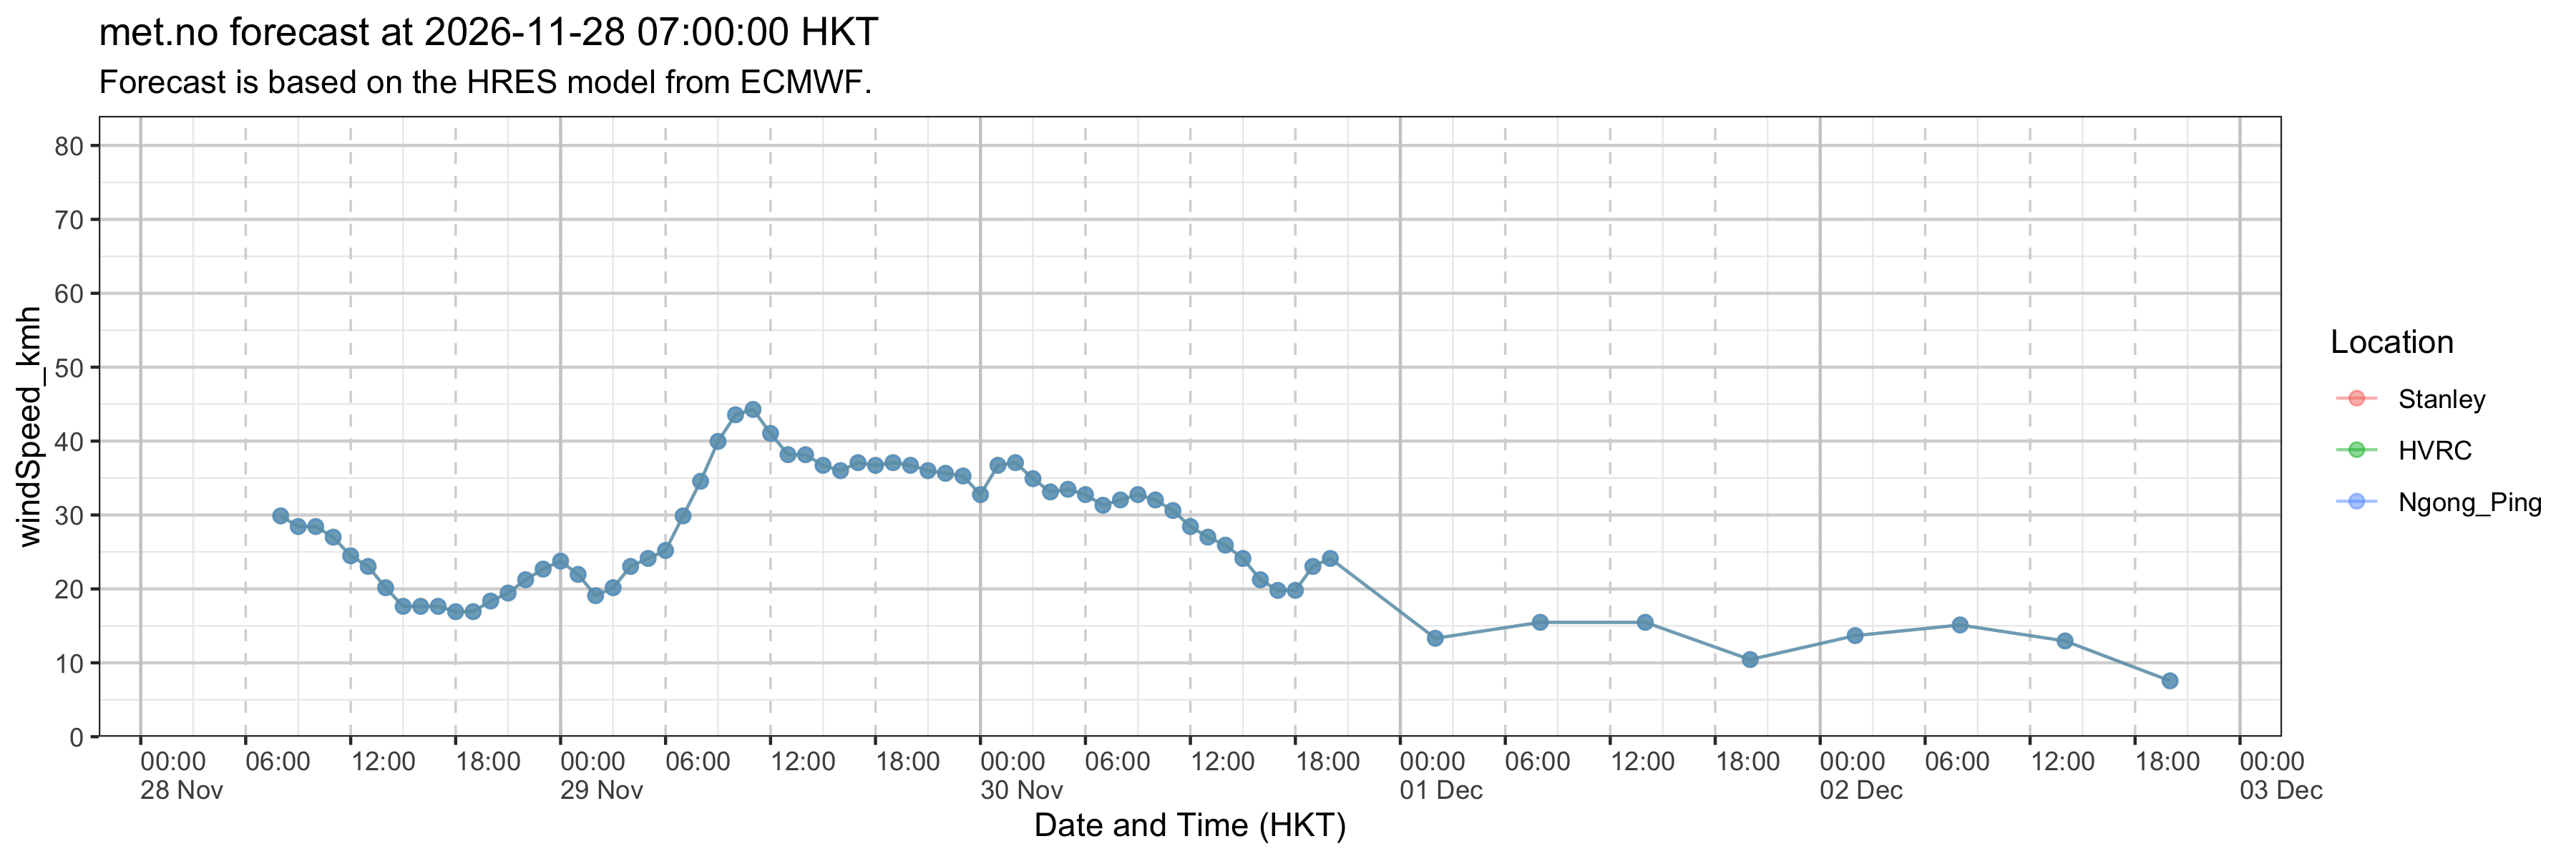 met.no forecast at 2026-11-28 07:00:00 HKT
Forecast is based on the HRES model from ECMWF.
windSpeed_kmh
80
70
60
50
40
30
20
10
0
00:00 06:00 12:00 18:00 00:00 06:00 12:00 18:00 00:00 06:00 12:00 18:00 00:00 06:00 12:00 18:00 00:00 06:00 12:00 18:00 00:00
28 Nov 29 Nov 30 Nov 01 Dec 02 Dec 03 Dec
Date and Time (HKT)
Location
Stanley
HVRC
Ngong_Ping